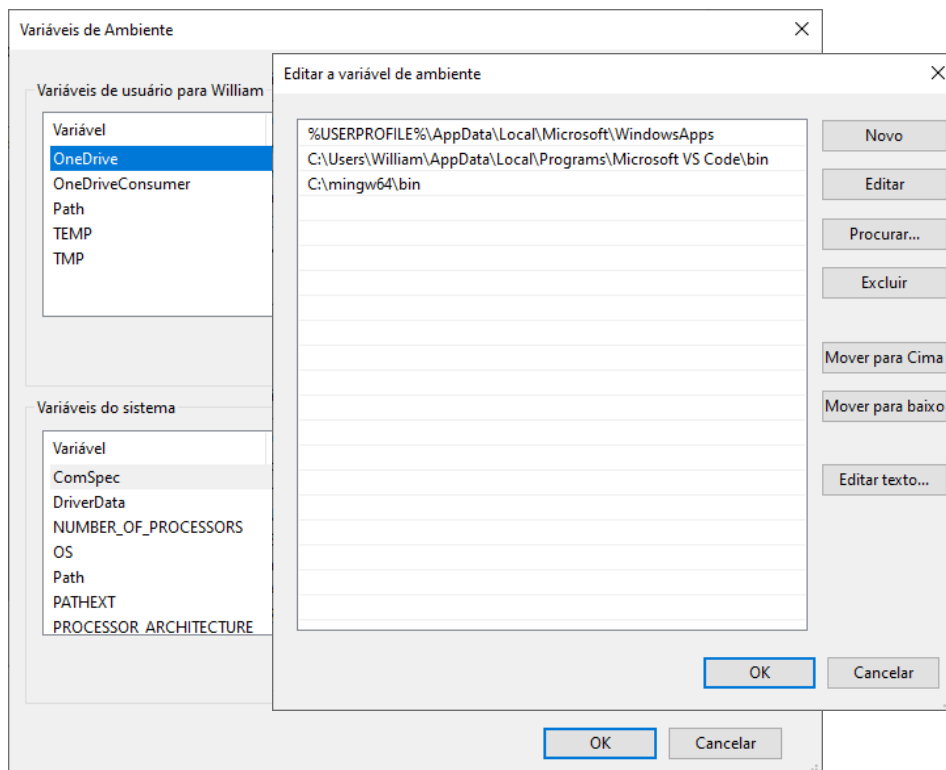 Variáveis de Ambiente
Editar a variável de ambiente
Variáveis de usuário para William
Variável
OneDrive
OneDriveConsumer
Path
TEMP
TMP
%USERPROFILE%\AppData\Local\Microsoft\WindowsApps
C:\Users\William\AppData\Local\Programs\Microsoft VS Code\bin
C:\mingw64\bin
Novo
Editar
Procurar...
Excluir
Mover para Cima
Mover para baixo
Editar texto...
Variáveis do sistema
Variável
ComSpec
DriverData
NUMBER_OF_PROCESSORS
OS
Path
PATHEXT
PROCESSOR_ARCHITECTURE
OK
Cancelar
OK
Cancelar